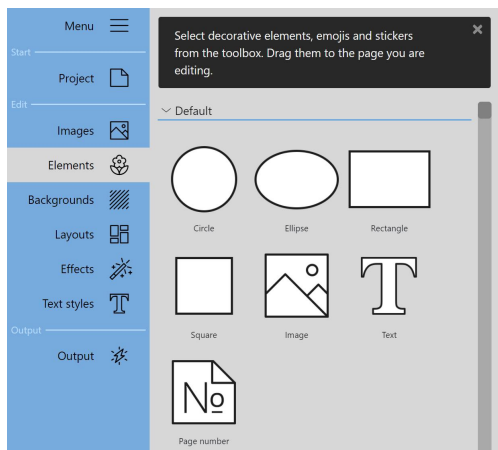 Menu
Start
Project
Edit
Images
Elements
Backgrounds
Layouts
Effects
Text styles
Output
Output
Select decorative elements, emojis and stickers
from the toolbox. Drag them to the page you are
editing.
Default
Circle
Ellipse
Rectangle
Square
Image
T
Text
No
Page number